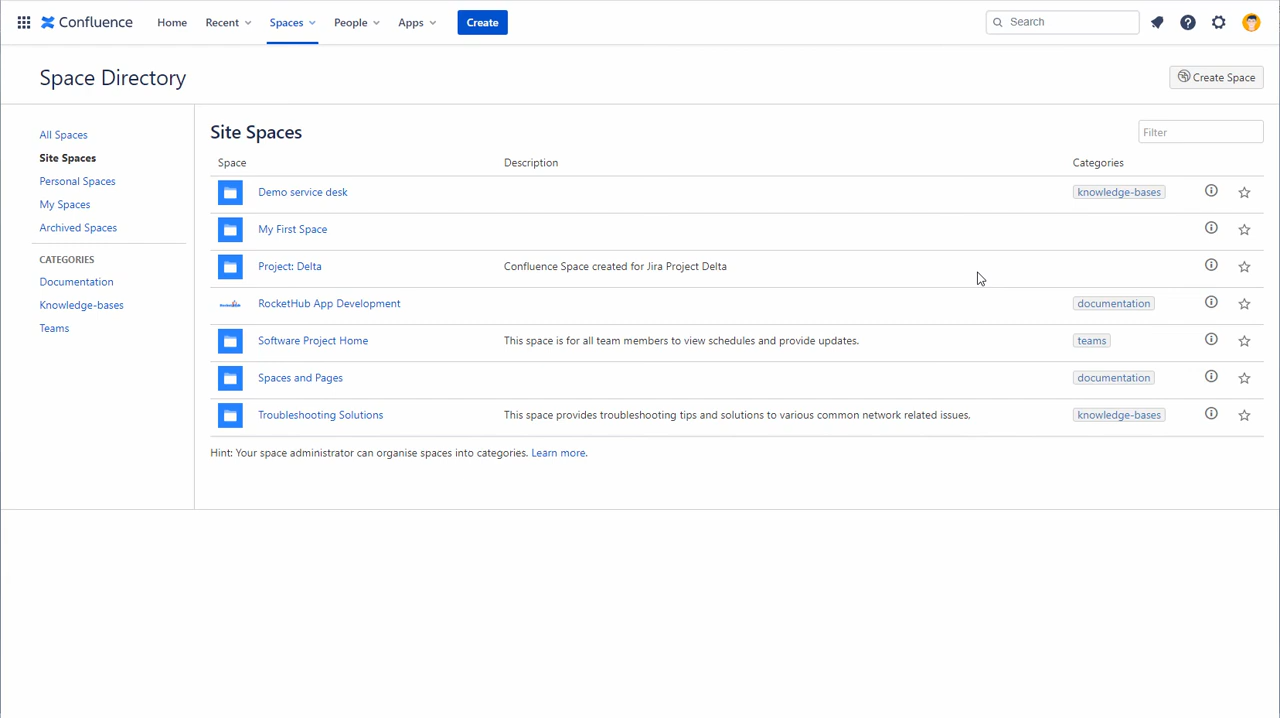 Confluence Home Recent Spaces People Apps Create Search
Space Directory
Create Space
All Spaces
Site Spaces
Personal Spaces
My Spaces
Archived Spaces
CATEGORIES
Documentation
Knowledge-bases
Teams
Site Spaces
Filter
Space Description Categories
Demo service desk knowledge-bases
My First Space
Project: Delta Confluence Space created for Jira Project Delta
RocketHub App Development documentation
Software Project Home This space is for all team members to view schedules and provide updates. teams
Spaces and Pages documentation
Troubleshooting Solutions This space provides troubleshooting tips and solutions to various common network related issues. knowledge-bases
Hint: Your space administrator can organise spaces into categories. Learn more.